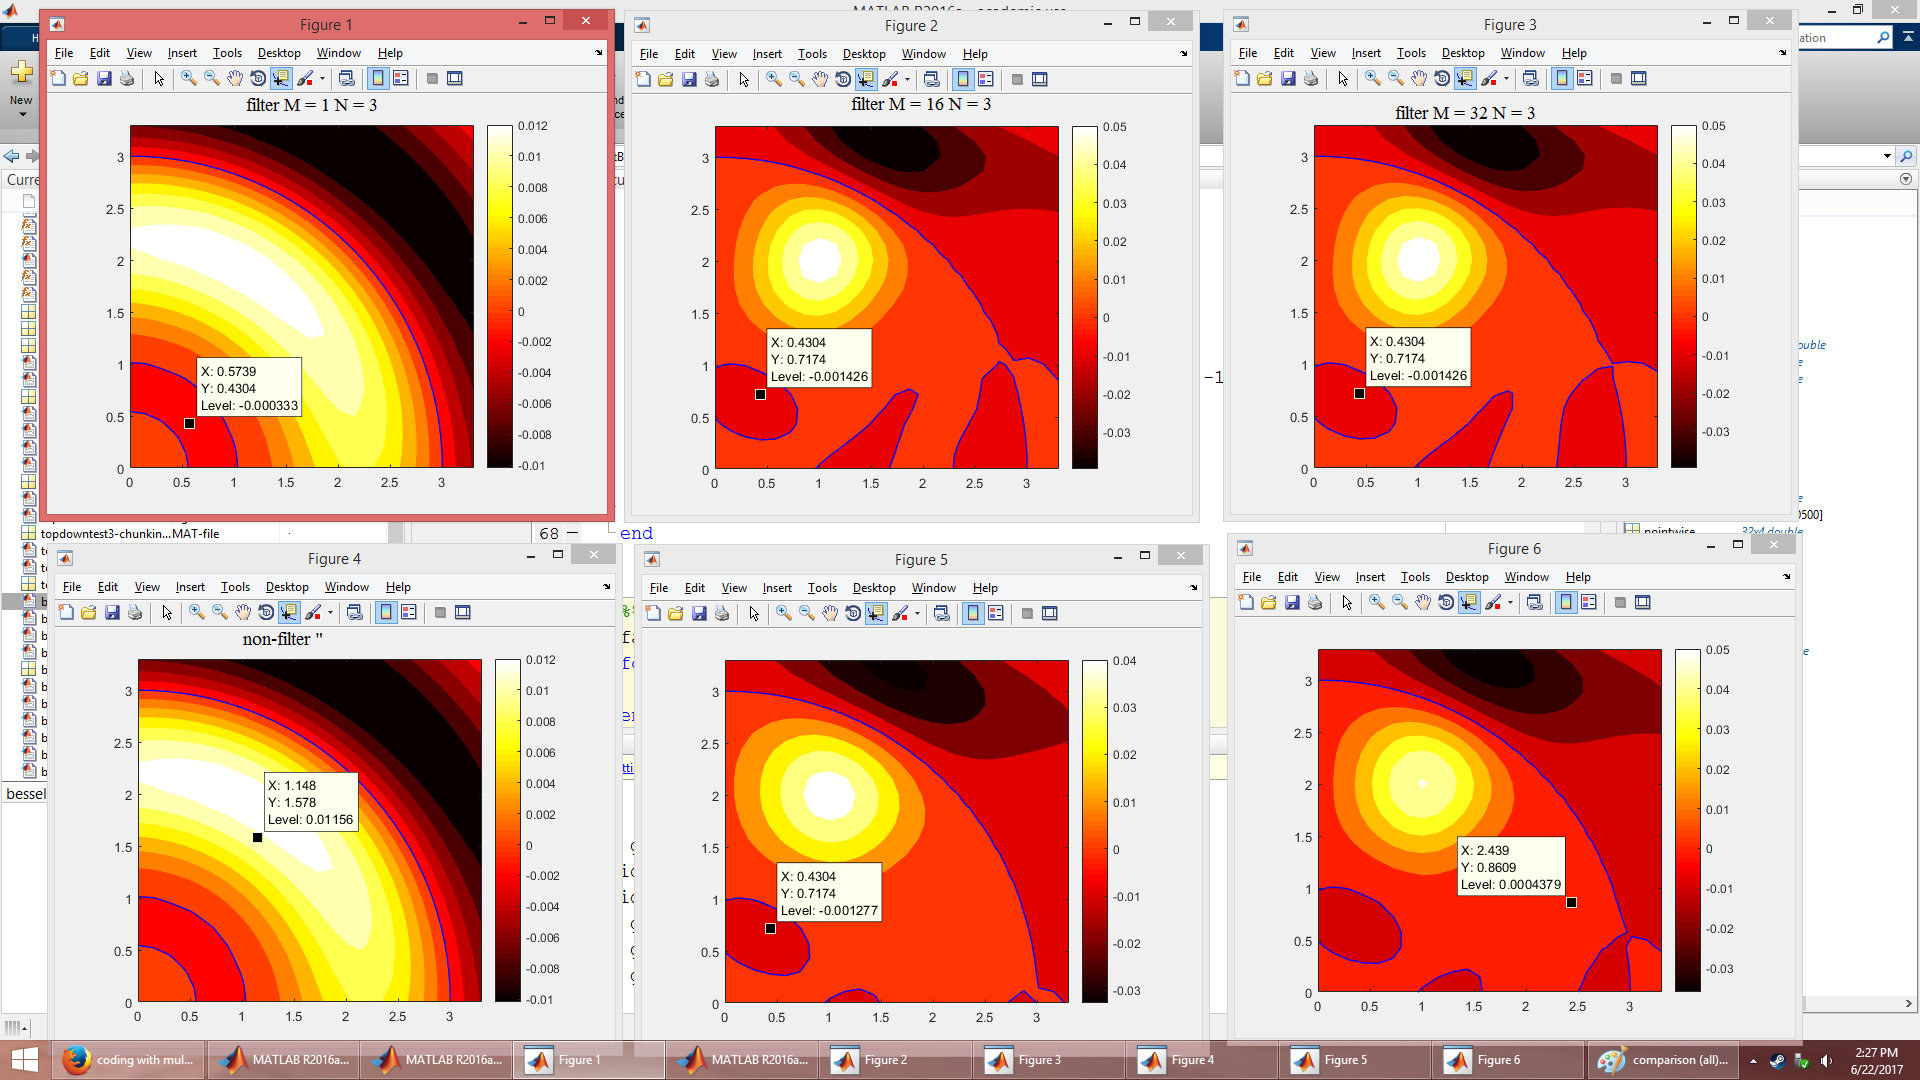 MATLAB R2016a - academic use
Figure 1
File Edit View Insert Tools Desktop Window Help
filter M = 1 N = 3
0.012
0.01
0.008
0.006
0.004
0.002
0
-0.002
-0.004
-0.006
-0.008
-0.01
3
2.5
2
1.5
1
0.5
0
0 0.5 1 1.5 2 2.5 3
X: 0.5739
Y: 0.4304
Level: -0.000333
Figure 2
File Edit View Insert Tools Desktop Window Help
filter M = 16 N = 3
0.05
0.04
0.03
0.02
0.01
0
-0.01
-0.02
-0.03
3
2.5
2
1.5
1
0.5
0
0 0.5 1 1.5 2 2.5 3
X: 0.4304
Y: 0.7174
Level: -0.001426
Figure 3
File Edit View Insert Tools Desktop Window Help
filter M = 32 N = 3
0.05
0.04
0.03
0.02
0.01
0
-0.01
-0.02
-0.03
3
2.5
2
1.5
1
0.5
0
0 0.5 1 1.5 2 2.5 3
X: 0.4304
Y: 0.7174
Level: -0.001426
New
Curre
-1
double
0500]
topdowntest3-chunkin... MAT-file
68
end
pointwise 32x4 double
Figure 4
File Edit View Insert Tools Desktop Window Help
non-filter "
0.012
0.01
0.008
0.006
0.004
0.002
0
-0.002
-0.004
-0.006
-0.008
-0.01
3
2.5
2
1.5
1
0.5
0
0 0.5 1 1.5 2 2.5 3
X: 1.148
Y: 1.578
Level: 0.01156
Figure 5
File Edit View Insert Tools Desktop Window Help
0.04
0.03
0.02
0.01
0
-0.01
-0.02
-0.03
3
2.5
2
1.5
1
0.5
0
0 0.5 1 1.5 2 2.5 3
X: 0.4304
Y: 0.7174
Level: -0.001277
Figure 6
File Edit View Insert Tools Desktop Window Help
0.05
0.04
0.03
0.02
0.01
0
-0.01
-0.02
-0.03
3
2.5
2
1.5
1
0.5
0
0 0.5 1 1.5 2 2.5 3
X: 2.439
Y: 0.8609
Level: 0.0004379
bessel
coding with mul...
MATLAB R2016a...
MATLAB R2016a...
Figure 1
MATLAB R2016a...
Figure 2
Figure 3
Figure 4
Figure 5
Figure 6
comparison (all)...
2:27 PM
6/22/2017